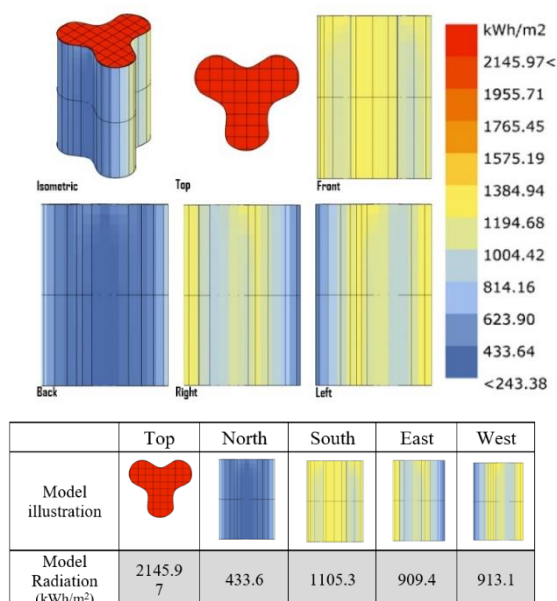 kWh/m2
2145.97<
1955.71
1765.45
1575.19
1384.94
1194.68
1004.42
814.16
623.90
433.64
<243.38
Isometric
Top
Front
Back
Right
Left
Top North South East West
Model
illustration
Model
Radiation
(kWh/m²)
2145.9
7
433.6 1105.3 909.4 913.1